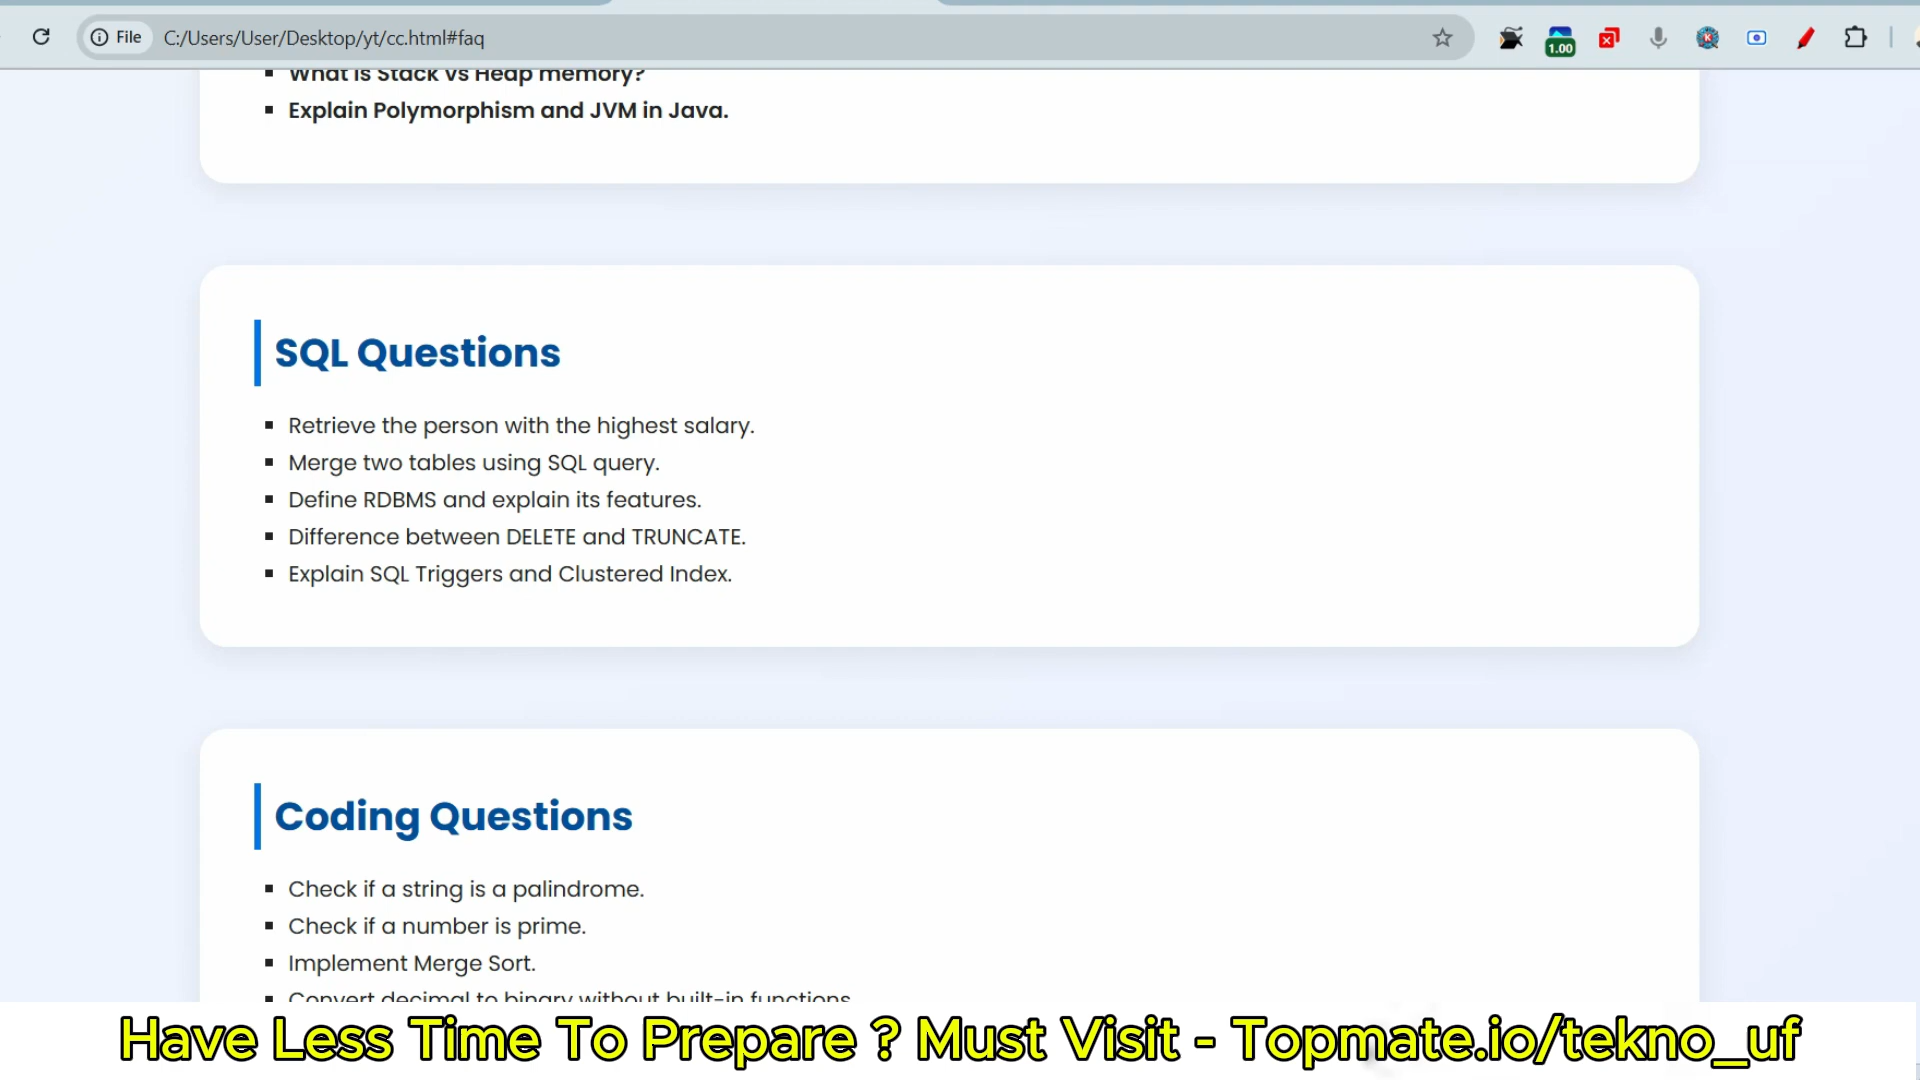 File
C:/Users/User/Desktop/yt/cc.html#faq
1.00
What is Stack vs Heap memory?
Explain Polymorphism and JVM in Java.
SQL Questions
Retrieve the person with the highest salary.
Merge two tables using SQL query.
Define RDBMS and explain its features.
Difference between DELETE and TRUNCATE.
Explain SQL Triggers and Clustered Index.
Coding Questions
Check if a string is a palindrome.
Check if a number is prime.
Implement Merge Sort.
Convert decimal to binary without built-in functions
Have Less Time To Prepare ? Must Visit - Topmate.io/tekno_uf